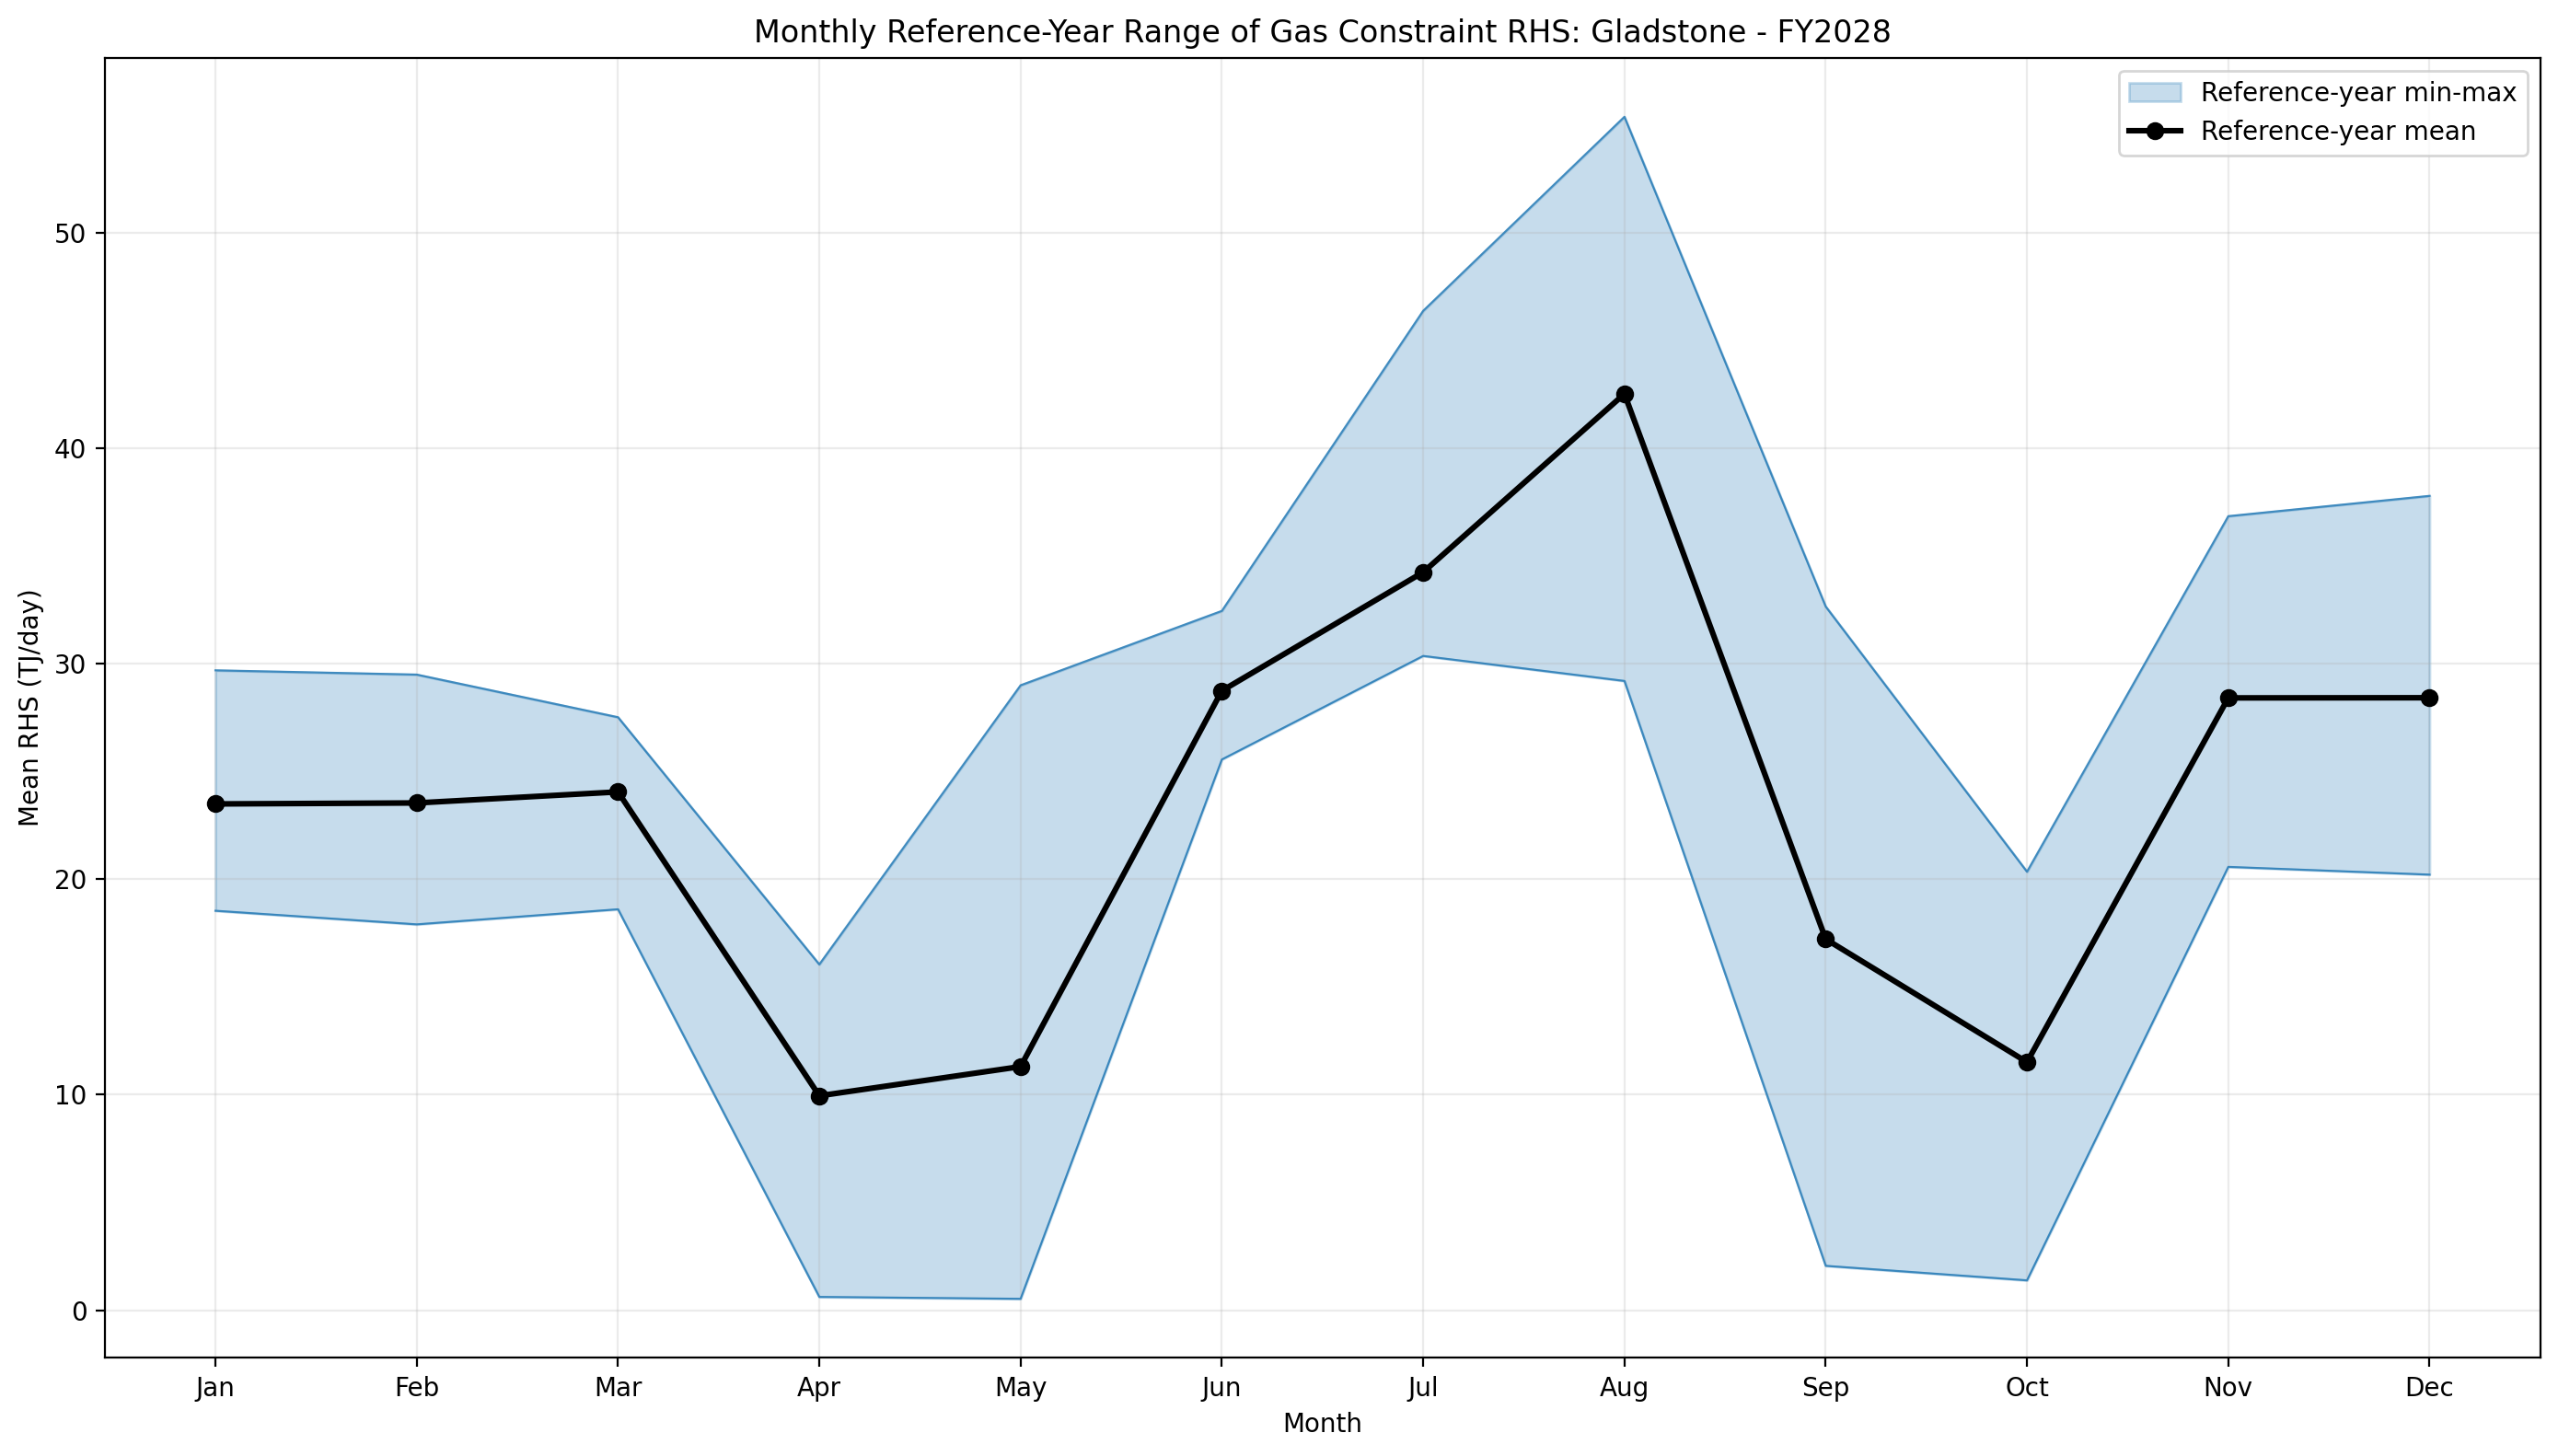 Monthly Reference-Year Range of Gas Constraint RHS: Gladstone - FY2028
Reference-year min-max
Reference-year mean
Mean RHS (TJ/day)
50
40
30
20
10
0
Jan Feb Mar Apr May Jun Jul Aug Sep Oct Nov Dec
Month